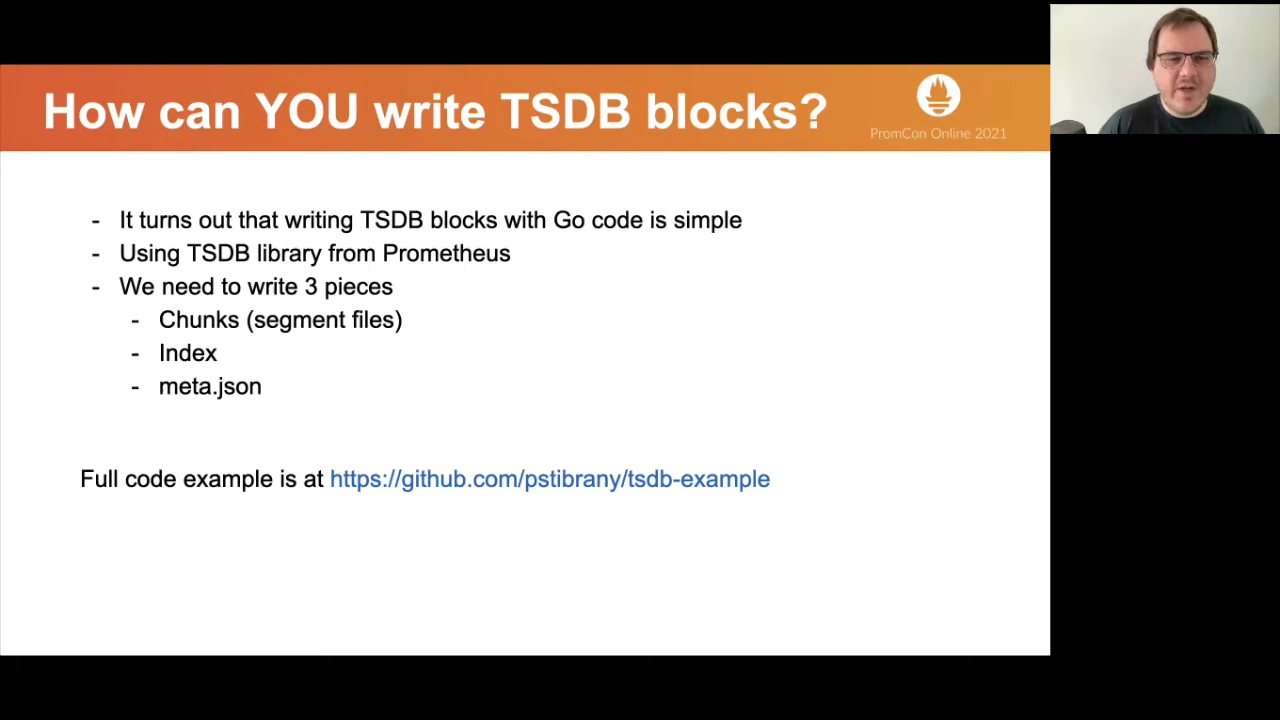 How can YOU write TSDB blocks?
PromCon Online 2021
- It turns out that writing TSDB blocks with Go code is simple
- Using TSDB library from Prometheus
- We need to write 3 pieces
- Chunks (segment files)
- Index
- meta.json
Full code example is at https://github.com/pstibrany/tsdb-example